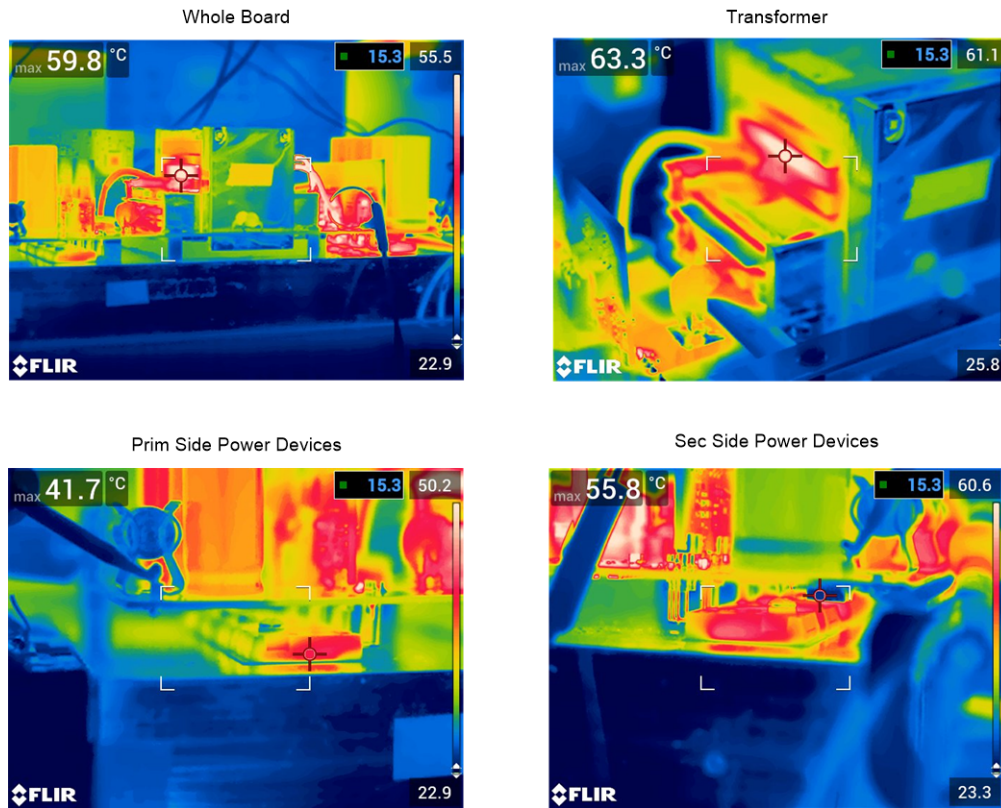 Whole Board
Transformer
max 59.8 °C
15.3
55.5
max 63.3 °C
15.3
61.1
FLIR
22.9
FLIR
25.8
Prim Side Power Devices
Sec Side Power Devices
max 41.7 °C
15.3
50.2
max 55.8 °C
15.3
60.6
FLIR
22.9
FLIR
23.3